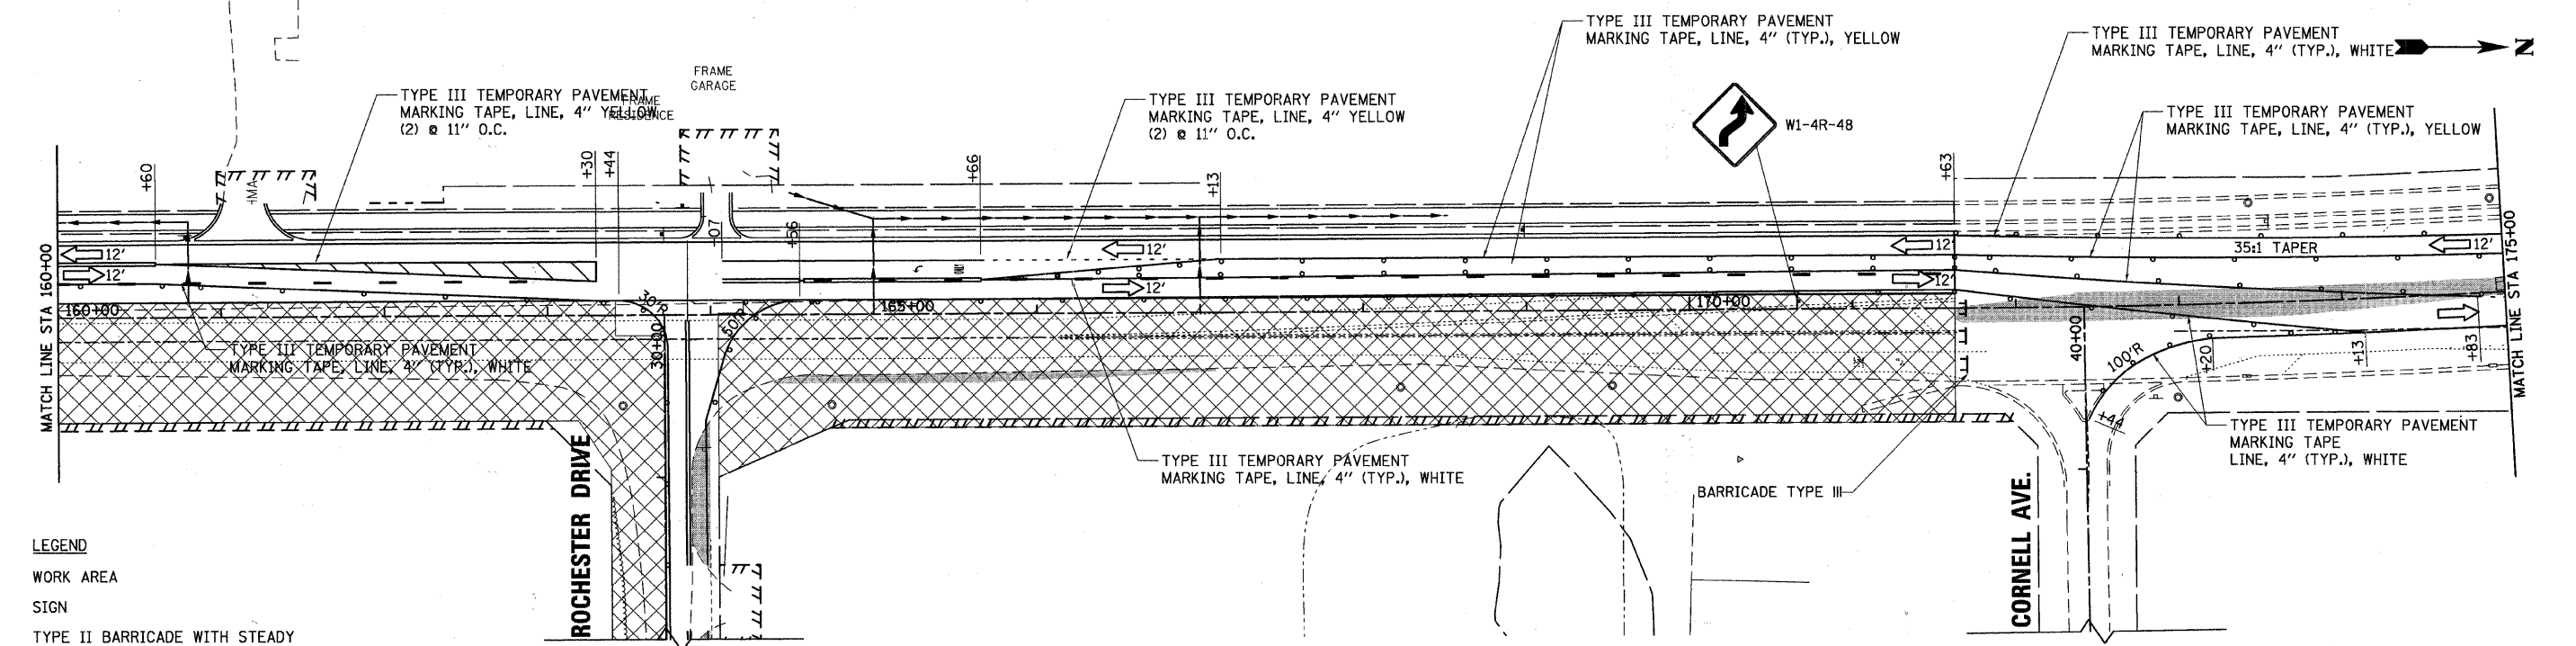 TYPE III TEMPORARY PAVEMENT
MARKING TAPE, LINE, 4" (TYP.), YELLOW
TYPE III TEMPORARY PAVEMENT
MARKING TAPE, LINE, 4" (TYP.), WHITE
N
FRAME
GARAGE
TYPE III TEMPORARY PAVEMENT
MARKING TAPE, LINE, 4" YELLOW
(2) @ 11" O.C.
FRAME
RESIDENCE
TYPE III TEMPORARY PAVEMENT
MARKING TAPE, LINE, 4" YELLOW
(2) @ 11" O.C.
W1-4R-48
TYPE III TEMPORARY PAVEMENT
MARKING TAPE, LINE, 4" (TYP.), YELLOW
+60
+30
+44
+66
+13
+63
+07
+56
MATCH LINE STA 160+00
12'
12'
12'
12'
12'
12'
35:1 TAPER
12'
MATCH LINE STA 175+00
160+00
30'R
50'R
30+00
165+00
170+00
40+00
100'R
+20
+13
+83
+44
TYPE III TEMPORARY PAVEMENT
MARKING TAPE, LINE, 4" (TYP.), WHITE
TYPE III TEMPORARY PAVEMENT
MARKING TAPE, LINE, 4" (TYP.), WHITE
TYPE III TEMPORARY PAVEMENT
MARKING TAPE
LINE, 4" (TYP.), WHITE
BARRICADE TYPE III
ROCHESTER DRIVE
CORNELL AVE.
LEGEND
WORK AREA
SIGN
TYPE II BARRICADE WITH STEADY